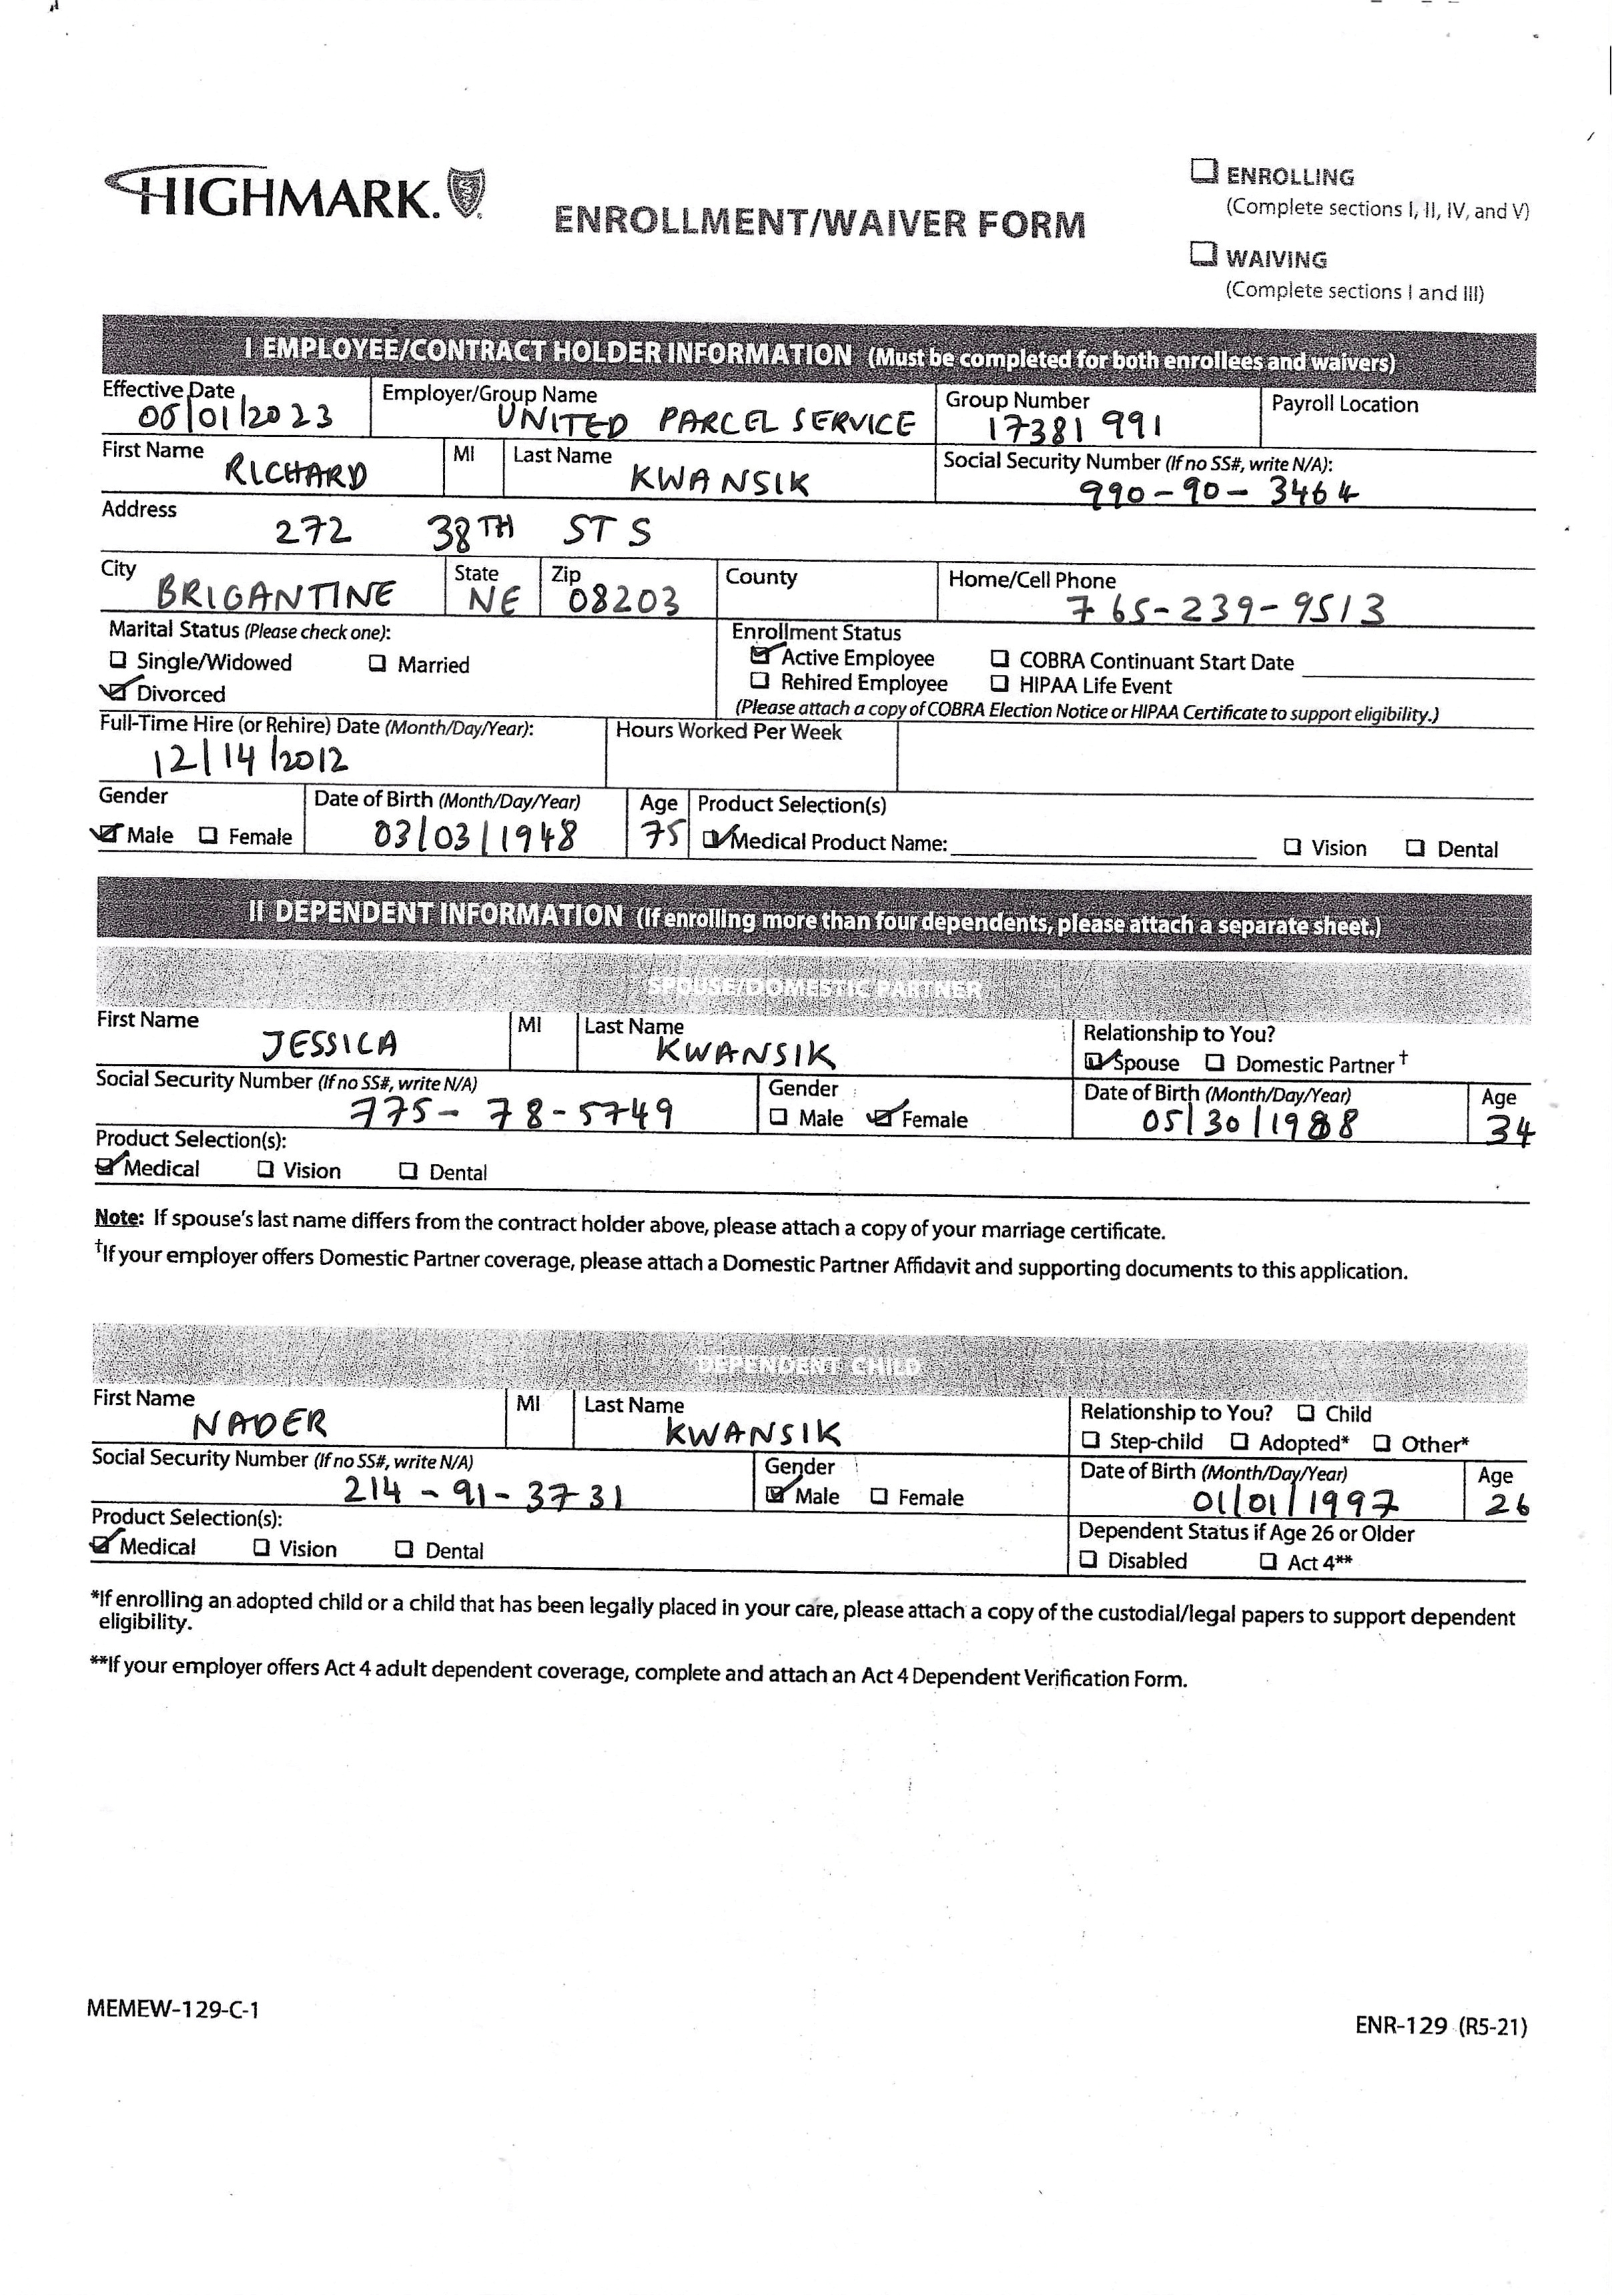 HIGHMARK.
ENROLLMENT/WAIVER FORM
ENROLLING
(Complete sections I, II, IV, and V)
WAIVING
(Complete sections I and III)
I EMPLOYEE/CONTRACT HOLDER INFORMATION (Must be completed for both enrollees and waivers)
Effective Date Employer/Group Name Group Number Payroll Location
/01/2023 UNITED PARCEL SERVICE 17381 991
First Name MI Last Name Social Security Number (If no SS#, write N/A):
RICHARD KWANSIK 990-90-3464
Address
272 38TH ST S
City State Zip County Home/Cell Phone
BRIGANTINE NE 08203 765-239-9513
Marital Status (Please check one): Enrollment Status
Single/Widowed Married Active Employee COBRA Continuant Start Date
Divorced Rehired Employee HIPAA Life Event
(Please attach a copy of COBRA Election Notice or HIPAA Certificate to support eligibility.)
Full-Time Hire (or Rehire) Date (Month/Day/Year): Hours Worked Per Week
12/14/2012
Gender Date of Birth (Month/Day/Year) Age Product Selection(s)
Male Female 03/03/1948 75 Medical Product Name: Vision Dental
II DEPENDENT INFORMATION (If enrolling more than four dependents, please attach a separate sheet.)
SPOUSE/DOMESTIC PARTNER
First Name MI Last Name Relationship to You?
JESSICA KWANSIK Spouse Domestic Partner†
Social Security Number (If no SS#, write N/A) Gender Date of Birth (Month/Day/Year) Age
775-78-5749 Male Female 05/30/1988 34
Product Selection(s):
Medical Vision Dental
Note: If spouse's last name differs from the contract holder above, please attach a copy of your marriage certificate.
†If your employer offers Domestic Partner coverage, please attach a Domestic Partner Affidavit and supporting documents to this application.
DEPENDENT CHILD
First Name MI Last Name Relationship to You? Child
NADER KWANSIK Step-child Adopted* Other*
Social Security Number (If no SS#, write N/A) Gender Date of Birth (Month/Day/Year) Age
214-91-3731 Male Female 01/01/1997 26
Product Selection(s): Dependent Status if Age 26 or Older
Medical Vision Dental Disabled Act 4**
*If enrolling an adopted child or a child that has been legally placed in your care, please attach a copy of the custodial/legal papers to support dependent
eligibility.
**If your employer offers Act 4 adult dependent coverage, complete and attach an Act 4 Dependent Verification Form.
MEMEW-129-C-1
ENR-129 (R5-21)